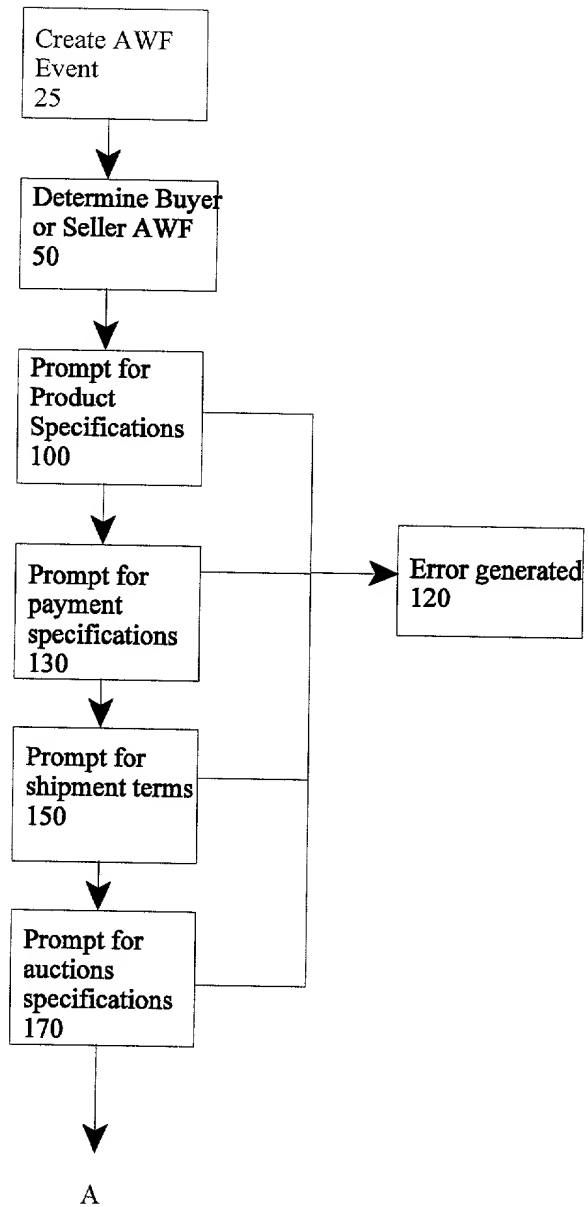 Create AWF
Event
25
Determine Buyer
or Seller AWF
50
Prompt for
Product
Specifications
100
Prompt for
payment
specifications
130
Error generated
120
Prompt for
shipment terms
150
Prompt for
auctions
specifications
170
A